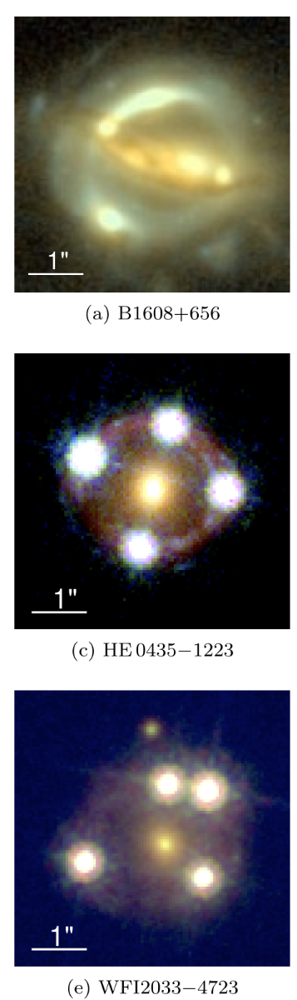 1"
(a) B1608+656
1"
(c) HE 0435−1223
1"
(e) WFI2033−4723